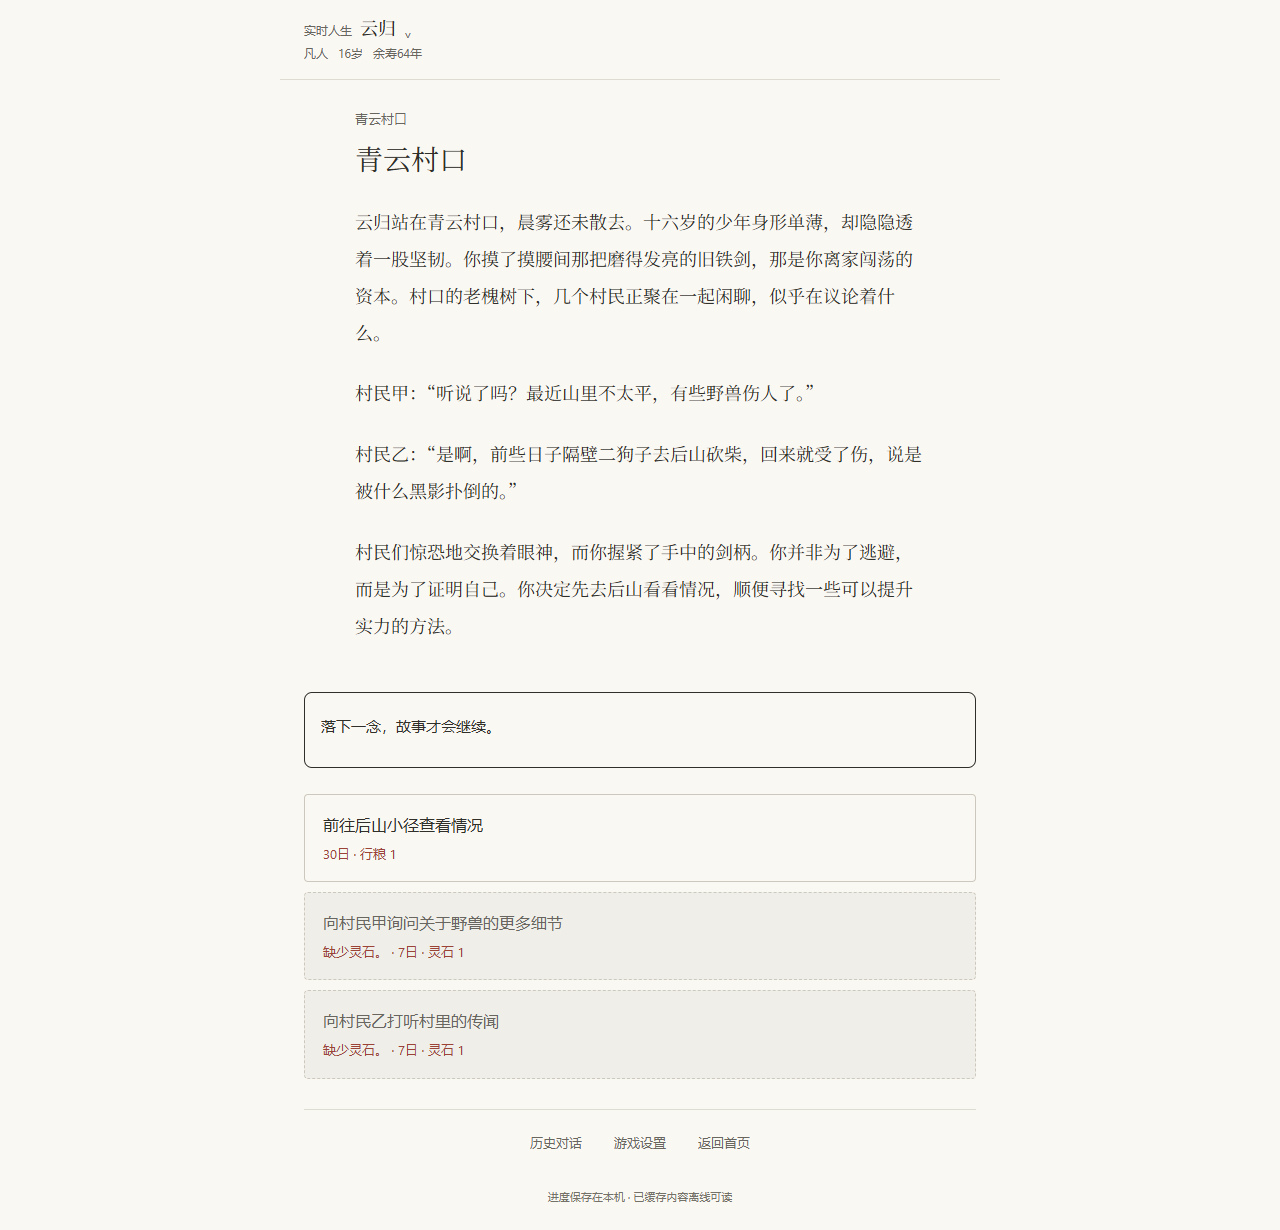 实时人生 云归 ˅
凡人 16岁 余寿64年
青云村口
青云村口
云归站在青云村口，晨雾还未散去。十六岁的少年身形单薄，却隐隐透
着一股坚韧。你摸了摸腰间那把磨得发亮的旧铁剑，那是你离家闯荡的
资本。村口的老槐树下，几个村民正聚在一起闲聊，似乎在议论着什
么。
村民甲：“听说了吗？最近山里不太平，有些野兽伤人了。”
村民乙：“是啊，前些日子隔壁二狗子去后山砍柴，回来就受了伤，说是
被什么黑影扑倒的。”
村民们惊恐地交换着眼神，而你握紧了手中的剑柄。你并非为了逃避，
而是为了证明自己。你决定先去后山看看情况，顺便寻找一些可以提升
实力的方法。
落下一念，故事才会继续。
前往后山小径查看情况
30日 · 行粮 1
向村民甲询问关于野兽的更多细节
缺少灵石。 · 7日 · 灵石 1
向村民乙打听村里的传闻
缺少灵石。 · 7日 · 灵石 1
历史对话 游戏设置 返回首页
进度保存在本机 · 已缓存内容离线可读